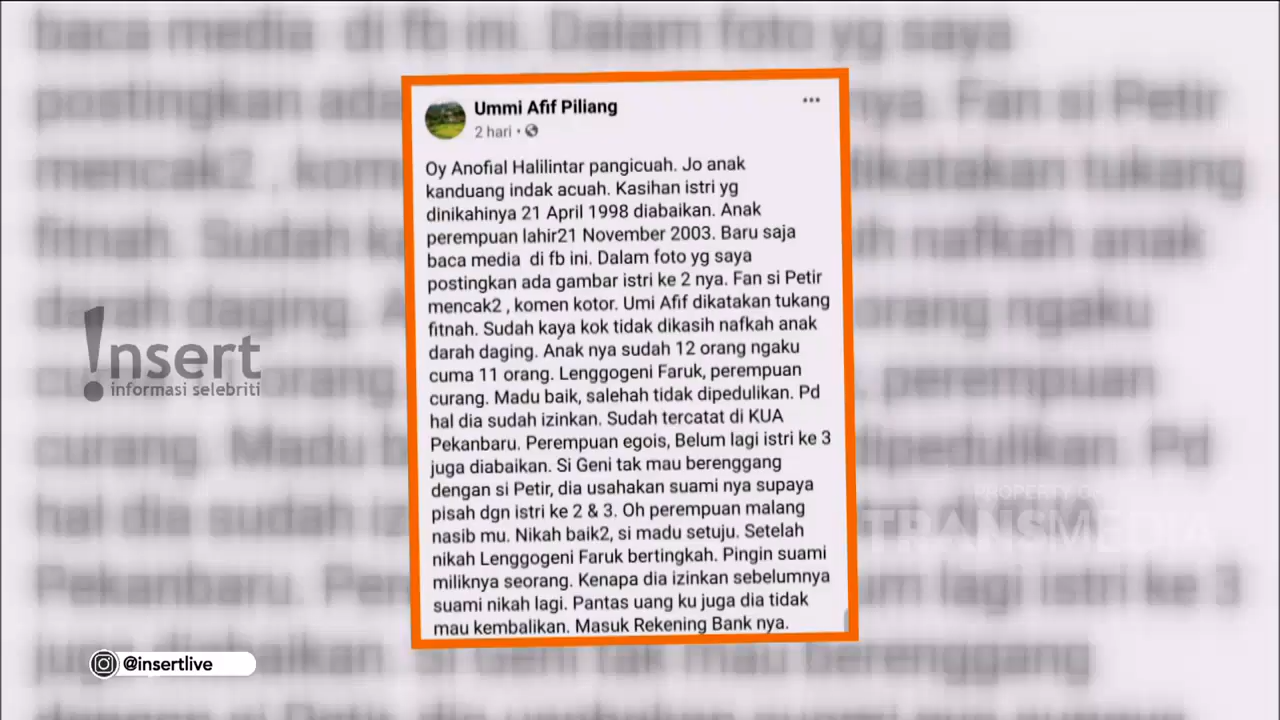 Ummi Afif Piliang
2 hari
Oy Anofial Halilintar pangicuah. Jo anak
kanduang indak acuah. Kasihan istri yg
dinikahinya 21 April 1998 diabaikan. Anak
perempuan lahir21 November 2003. Baru saja
baca media di fb ini. Dalam foto yg saya
postingkan ada gambar istri ke 2 nya. Fan si Petir
mencak2 , komen kotor. Umi Afif dikatakan tukang
fitnah. Sudah kaya kok tidak dikasih nafkah anak
darah daging. Anak nya sudah 12 orang ngaku
cuma 11 orang. Lenggogeni Faruk, perempuan
curang. Madu baik, salehah tidak dipedulikan. Pd
hal dia sudah izinkan. Sudah tercatat di KUA
Pekanbaru. Perempuan egois, Belum lagi istri ke 3
juga diabaikan. Si Geni tak mau berenggang
dengan si Petir, dia usahakan suami nya supaya
pisah dgn istri ke 2 & 3. Oh perempuan malang
nasib mu. Nikah baik2, si madu setuju. Setelah
nikah Lenggogeni Faruk bertingkah. Pingin suami
miliknya seorang. Kenapa dia izinkan sebelumnya
suami nikah lagi. Pantas uang ku juga dia tidak
mau kembalikan. Masuk Rekening Bank nya.
!nsert
informasi selebriti
PROPERTY OF
TRANSMEDIA
@insertlive